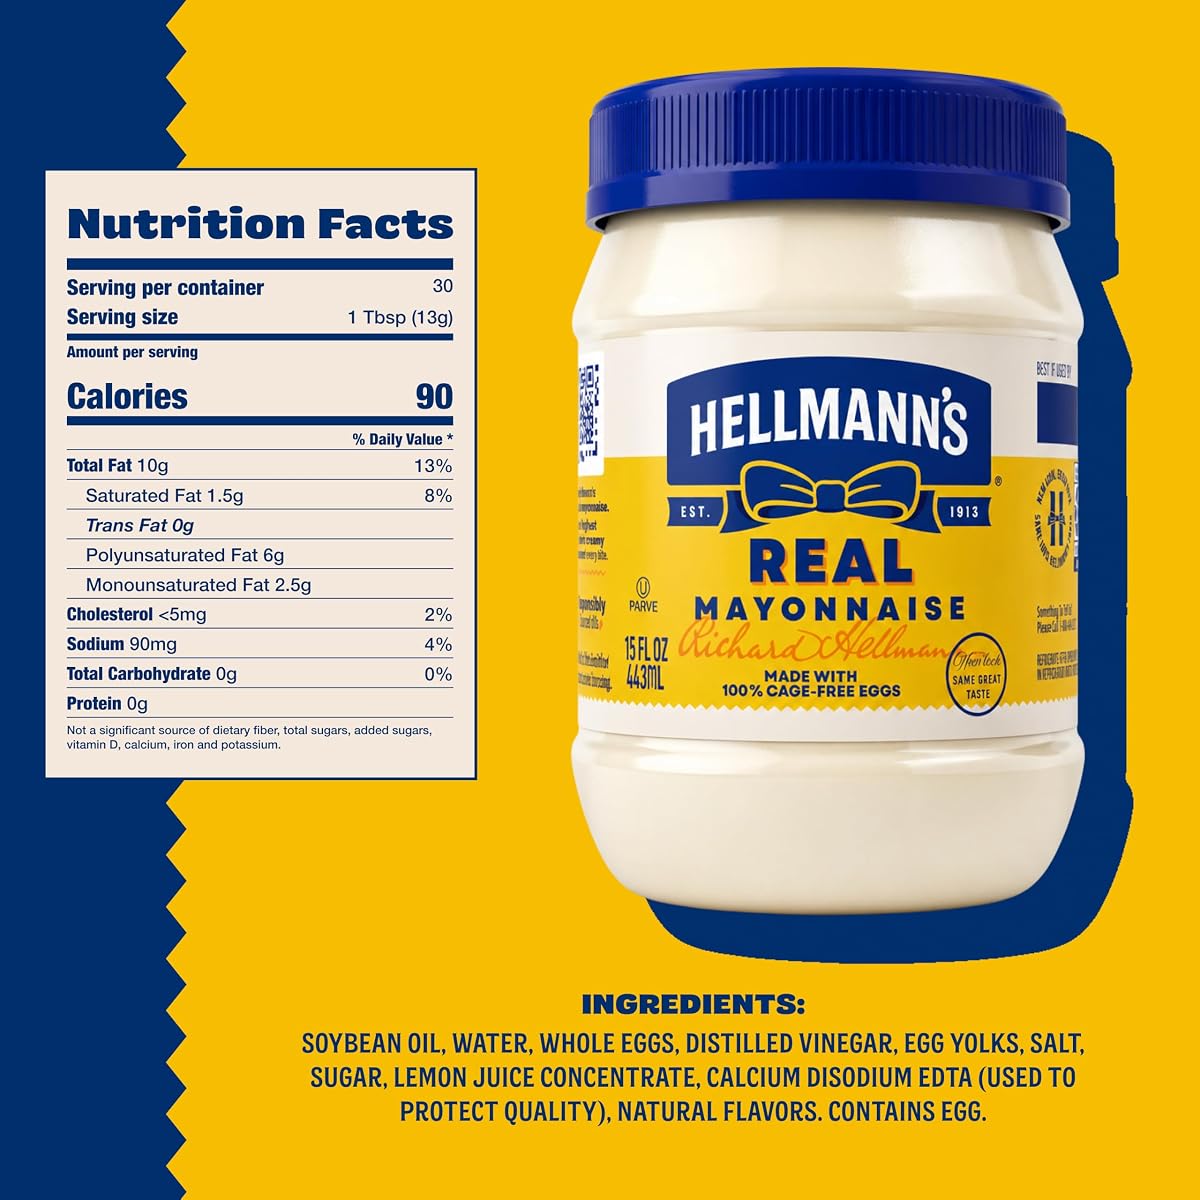 Nutrition Facts
Serving per container 30
Serving size 1 Tbsp (13g)
Amount per serving
Calories 90
% Daily Value *
Total Fat 10g 13%
Saturated Fat 1.5g 8%
Trans Fat 0g
Polyunsaturated Fat 6g
Monounsaturated Fat 2.5g
Cholesterol <5mg 2%
Sodium 90mg 4%
Total Carbohydrate 0g 0%
Protein 0g
Not a significant source of dietary fiber, total sugars, added sugars,
vitamin D, calcium, iron and potassium.
BEST IF USED BY
HELLMANN'S
®
EST. 1913
REAL
MAYONNAISE
Richard Hellmann
U
PARVE
15 FL OZ
443mL
MADE WITH
100% CAGE-FREE EGGS
SAME GREAT
TASTE
mayonnaise.
creamy
every bite.
H
INGREDIENTS:
SOYBEAN OIL, WATER, WHOLE EGGS, DISTILLED VINEGAR, EGG YOLKS, SALT,
SUGAR, LEMON JUICE CONCENTRATE, CALCIUM DISODIUM EDTA (USED TO
PROTECT QUALITY), NATURAL FLAVORS. CONTAINS EGG.